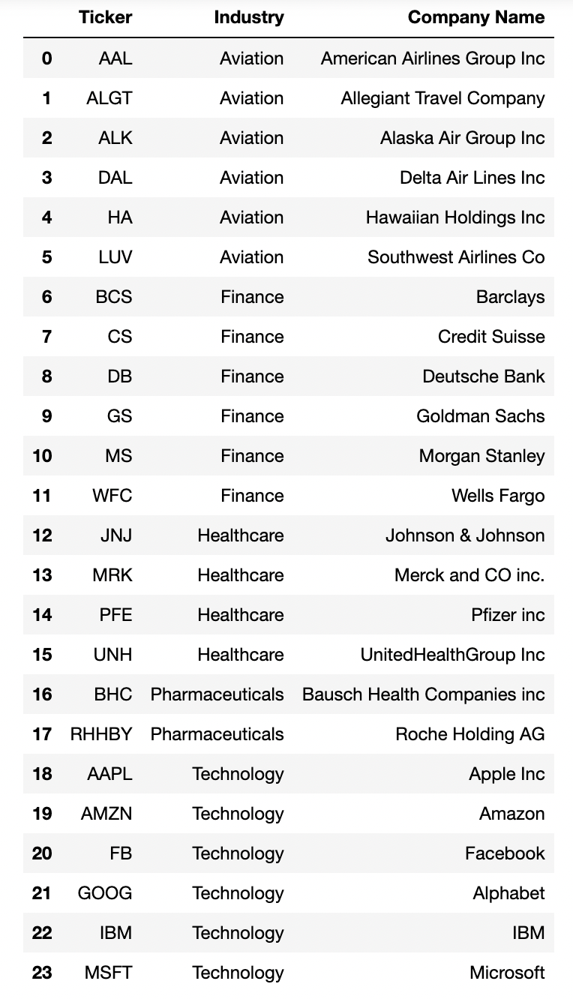 Ticker Industry Company Name
0 AAL Aviation American Airlines Group Inc
1 ALGT Aviation Allegiant Travel Company
2 ALK Aviation Alaska Air Group Inc
3 DAL Aviation Delta Air Lines Inc
4 HA Aviation Hawaiian Holdings Inc
5 LUV Aviation Southwest Airlines Co
6 BCS Finance Barclays
7 CS Finance Credit Suisse
8 DB Finance Deutsche Bank
9 GS Finance Goldman Sachs
10 MS Finance Morgan Stanley
11 WFC Finance Wells Fargo
12 JNJ Healthcare Johnson & Johnson
13 MRK Healthcare Merck and CO inc.
14 PFE Healthcare Pfizer inc
15 UNH Healthcare UnitedHealthGroup Inc
16 BHC Pharmaceuticals Bausch Health Companies inc
17 RHHBY Pharmaceuticals Roche Holding AG
18 AAPL Technology Apple Inc
19 AMZN Technology Amazon
20 FB Technology Facebook
21 GOOG Technology Alphabet
22 IBM Technology IBM
23 MSFT Technology Microsoft